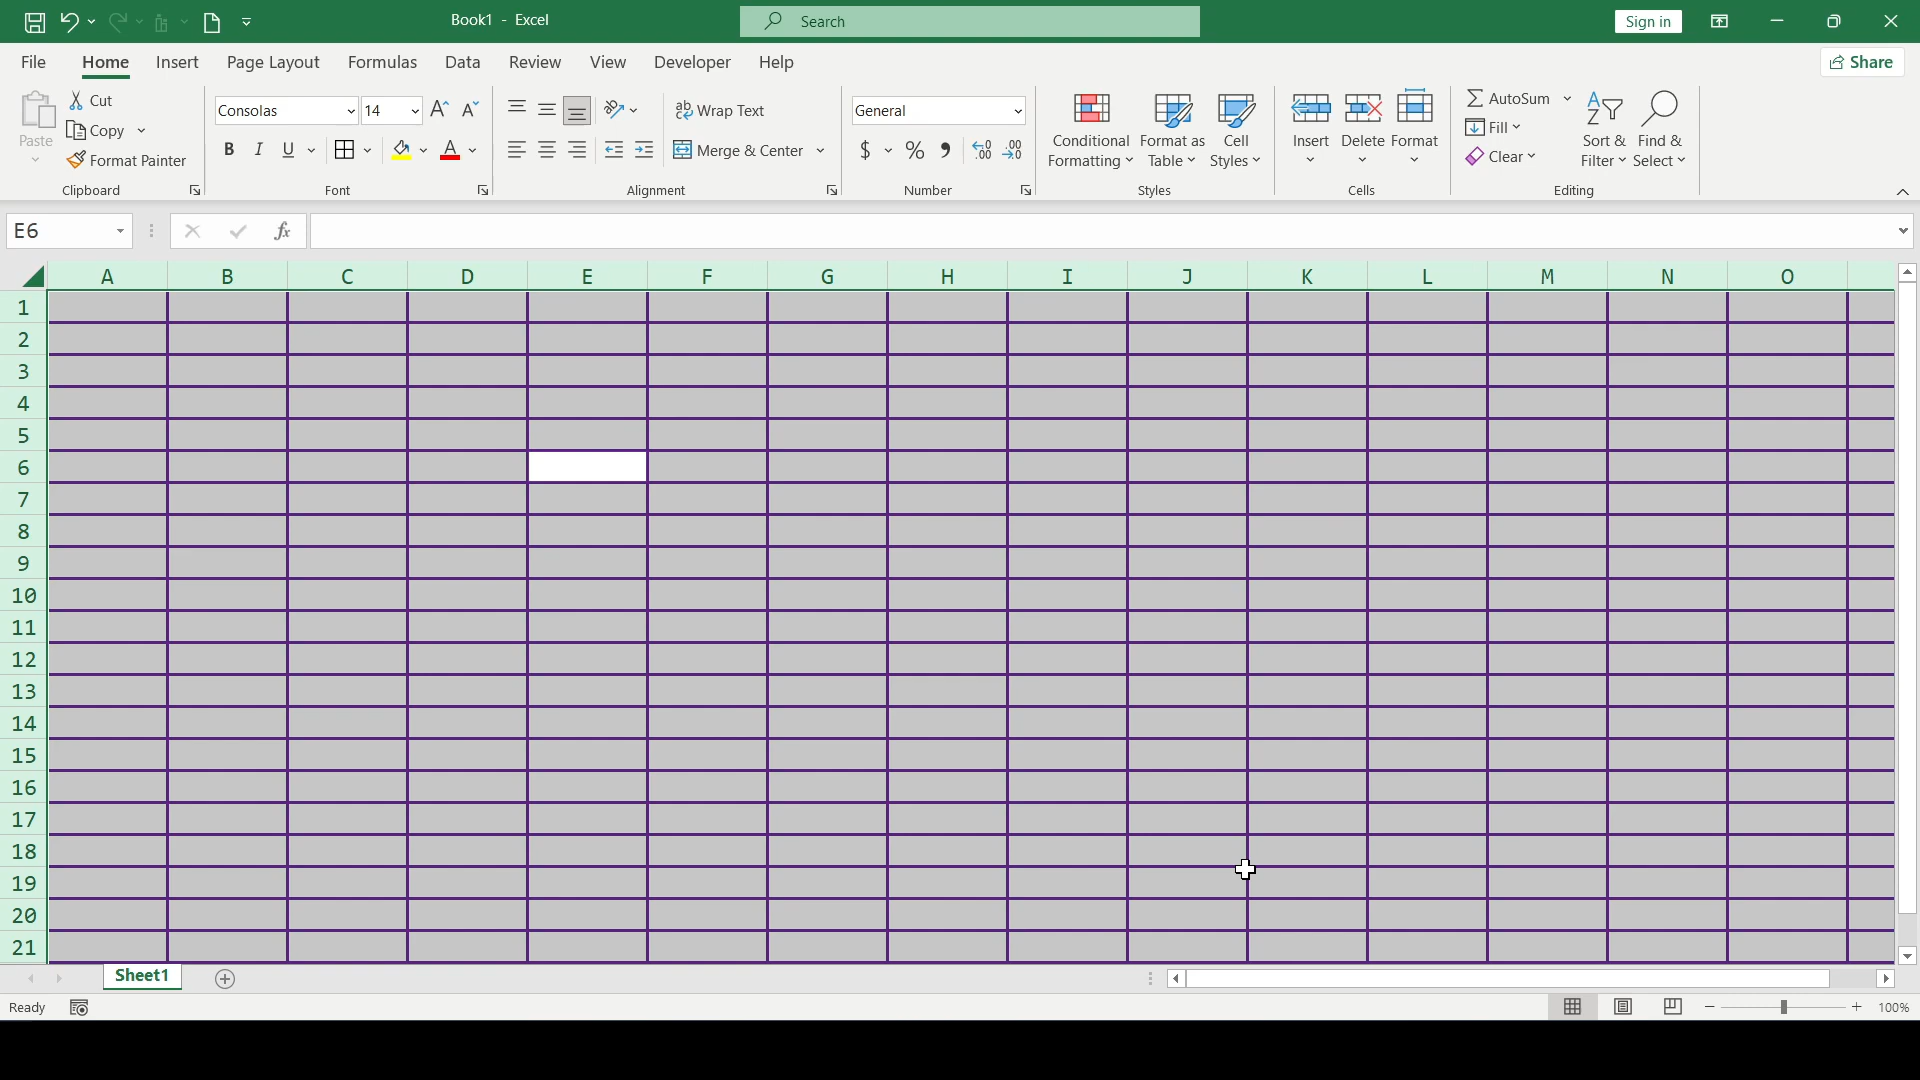 Book1 - Excel
Search
Sign in
File Home Insert Page Layout Formulas Data Review View Developer Help
Share
Paste
Cut
Copy
Format Painter
Clipboard
Consolas 14
B I U
Font
Wrap Text
Merge & Center
Alignment
General
$ % ,
Number
Conditional Formatting
Format as Table
Cell Styles
Styles
Insert Delete Format
Cells
AutoSum
Fill
Clear
Sort & Filter
Find & Select
Editing
E6
fx
A B C D E F G H I J K L M N O
1
2
3
4
5
6
7
8
9
10
11
12
13
14
15
16
17
18
19
20
21
Sheet1
Ready
100%